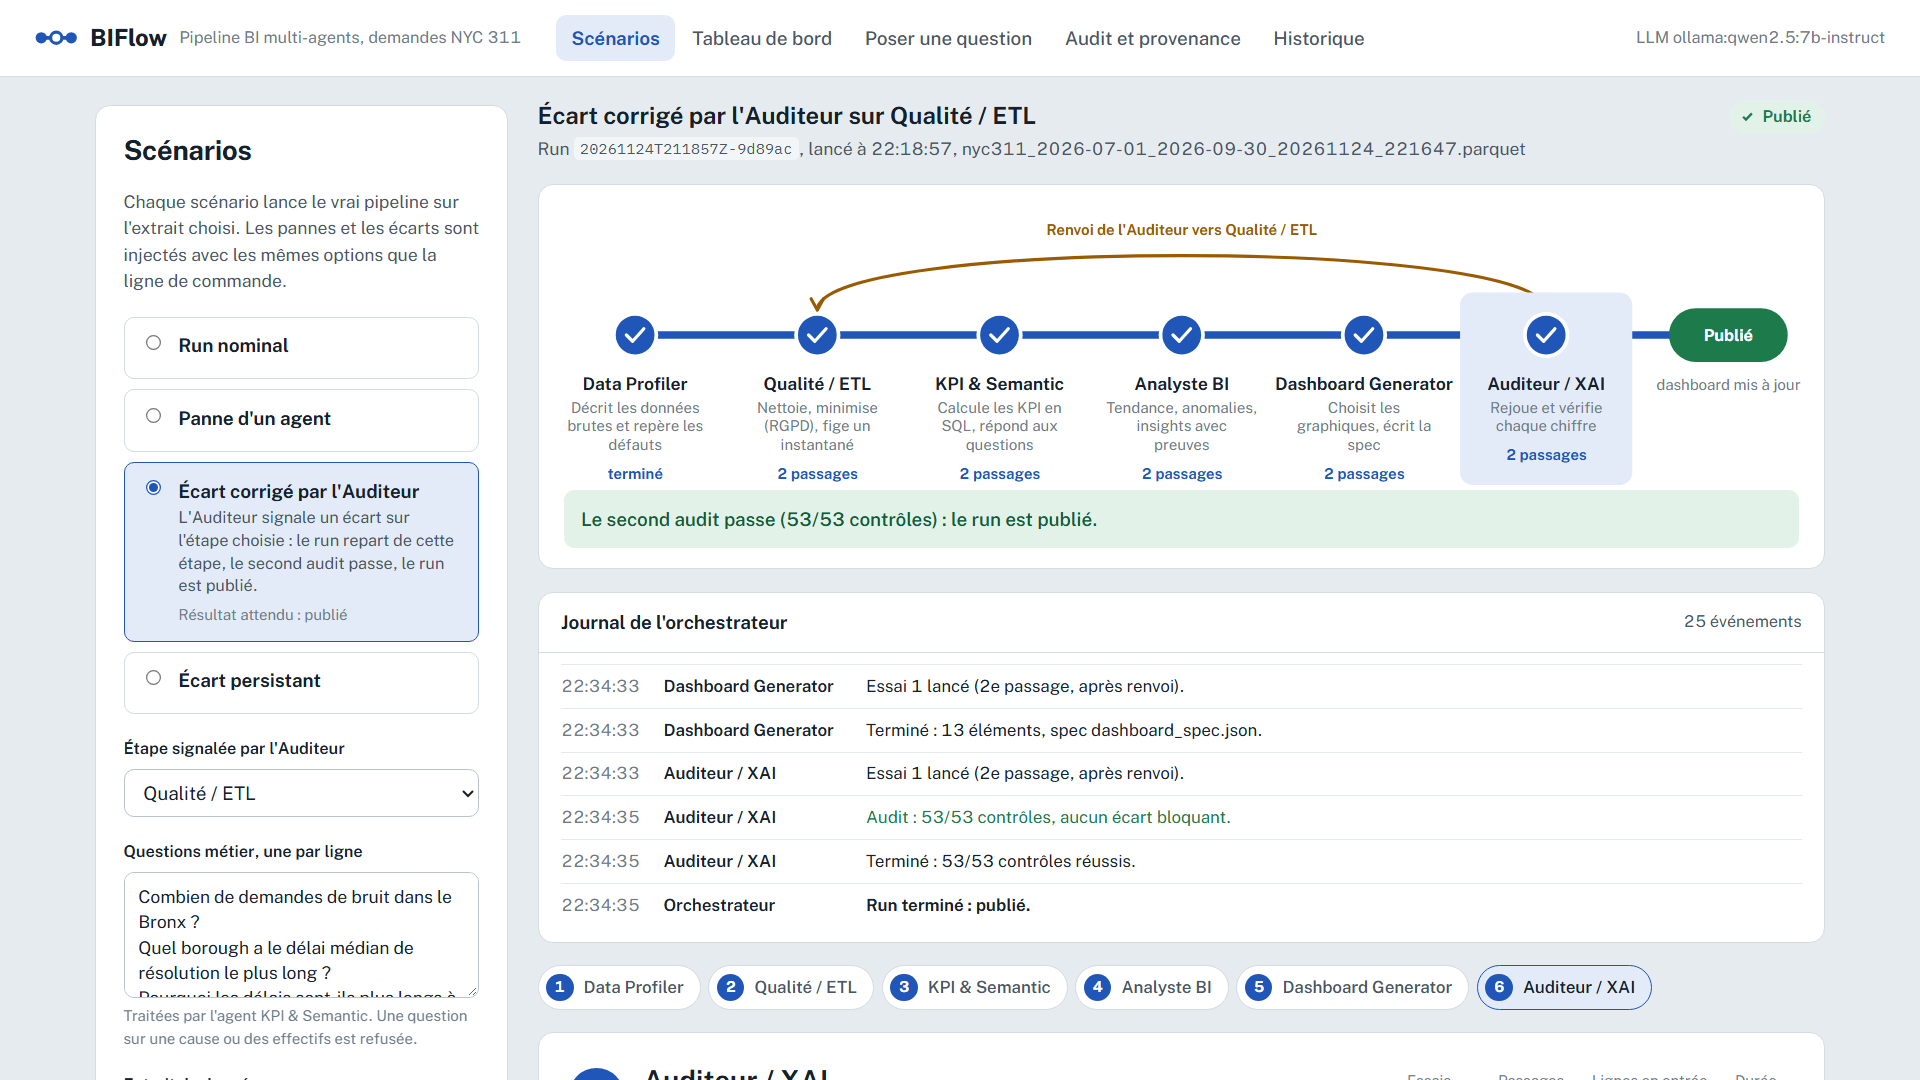 BIFlow Pipeline BI multi-agents, demandes NYC 311 Scénarios Tableau de bord Poser une question Audit et provenance Historique LLM ollama:qwen2.5:7b-instruct
Scénarios
Chaque scénario lance le vrai pipeline sur
l'extrait choisi. Les pannes et les écarts sont
injectés avec les mêmes options que la
ligne de commande.
Run nominal
Panne d'un agent
Écart corrigé par l'Auditeur
L'Auditeur signale un écart sur
l'étape choisie : le run repart de cette
étape, le second audit passe, le run
est publié.
Résultat attendu : publié
Écart persistant
Étape signalée par l'Auditeur
Qualité / ETL
Questions métier, une par ligne
Combien de demandes de bruit dans le
Bronx ?
Quel borough a le délai médian de
résolution le plus long ?
Pourquoi les délais sont-ils plus longs à
Traitées par l'agent KPI & Semantic. Une question
sur une cause ou des effectifs est refusée.
Écart corrigé par l'Auditeur sur Qualité / ETL
Publié
Run 20261124T211857Z-9d89ac, lancé à 22:18:57, nyc311_2026-07-01_2026-09-30_20261124_221647.parquet
Renvoi de l'Auditeur vers Qualité / ETL
Data Profiler
Décrit les données
brutes et repère les
défauts
terminé
Qualité / ETL
Nettoie, minimise
(RGPD), fige un
instantané
2 passages
KPI & Semantic
Calcule les KPI en
SQL, répond aux
questions
2 passages
Analyste BI
Tendance, anomalies,
insights avec
preuves
2 passages
Dashboard Generator
Choisit les
graphiques, écrit la
spec
2 passages
Auditeur / XAI
Rejoue et vérifie
chaque chiffre
2 passages
Publié
dashboard mis à jour
Le second audit passe (53/53 contrôles) : le run est publié.
Journal de l'orchestrateur 25 événements
22:34:33 Dashboard Generator Essai 1 lancé (2e passage, après renvoi).
22:34:33 Dashboard Generator Terminé : 13 éléments, spec dashboard_spec.json.
22:34:33 Auditeur / XAI Essai 1 lancé (2e passage, après renvoi).
22:34:35 Auditeur / XAI Audit : 53/53 contrôles, aucun écart bloquant.
22:34:35 Auditeur / XAI Terminé : 53/53 contrôles réussis.
22:34:35 Orchestrateur Run terminé : publié.
1 Data Profiler 2 Qualité / ETL 3 KPI & Semantic 4 Analyste BI 5 Dashboard Generator 6 Auditeur / XAI
Auditeur / XAI
Essais Passages Lignes en entrée Durée